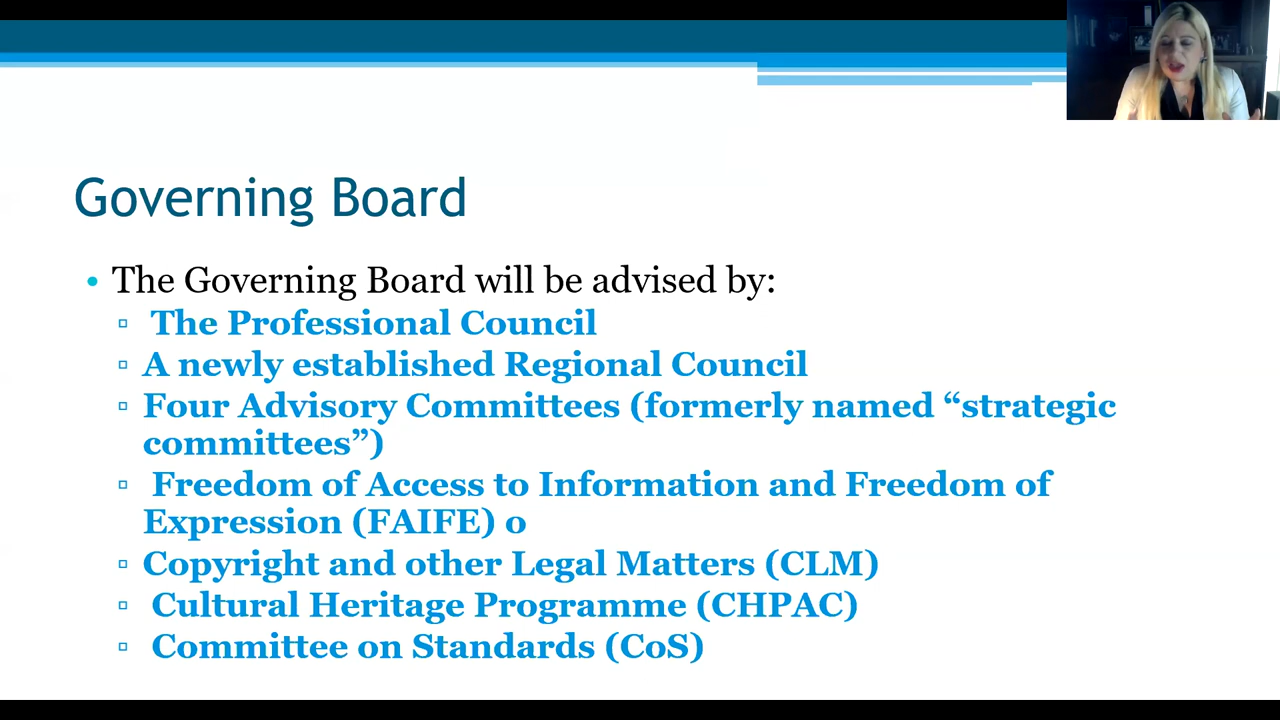 Governing Board
• The Governing Board will be advised by:
▫ The Professional Council
▫ A newly established Regional Council
▫ Four Advisory Committees (formerly named “strategic
committees”)
▫ Freedom of Access to Information and Freedom of
Expression (FAIFE) o
▫ Copyright and other Legal Matters (CLM)
▫ Cultural Heritage Programme (CHPAC)
▫ Committee on Standards (CoS)